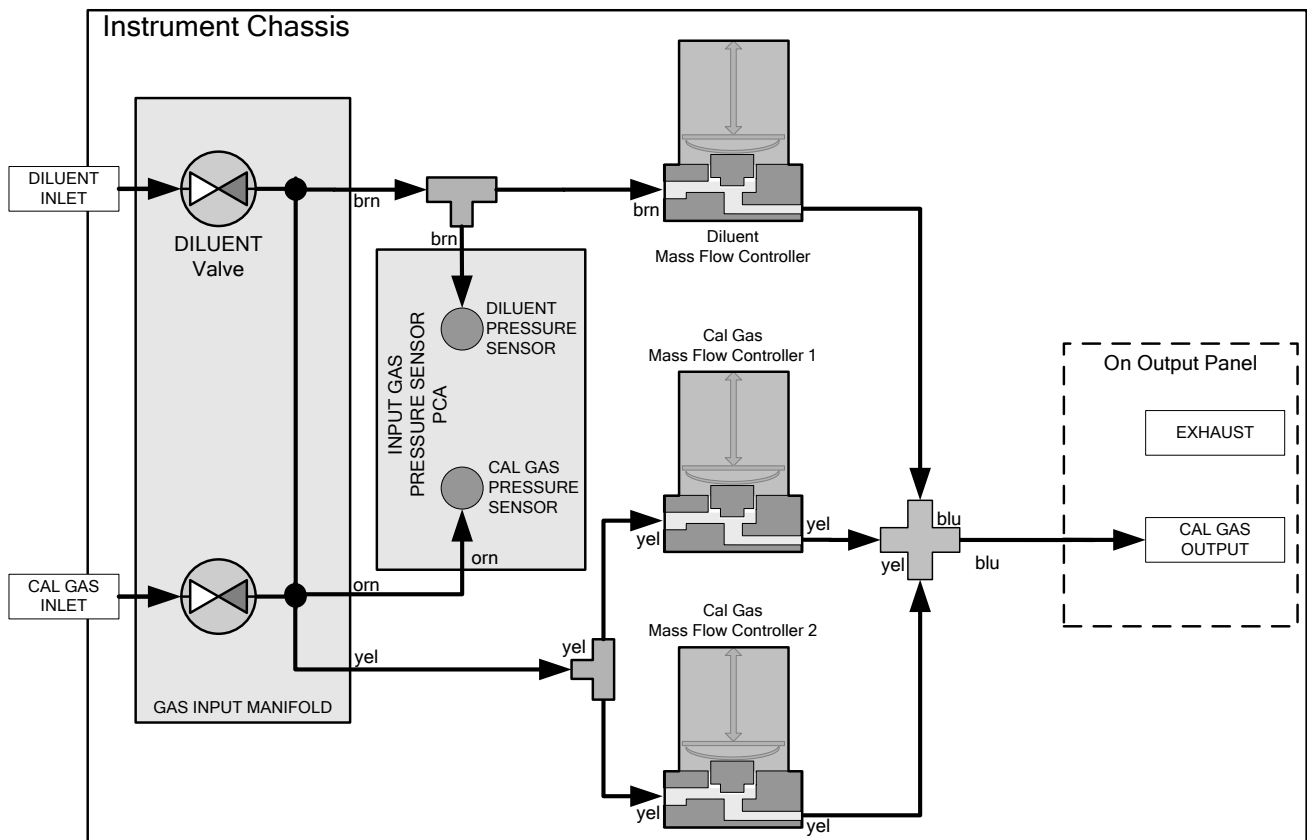 Instrument Chassis
DILUENT
INLET
DILUENT
Valve
brn
brn
brn
Diluent
Mass Flow Controller
INPUT GAS
PRESSURE SENSOR
PCA
DILUENT
PRESSURE
SENSOR
CAL GAS
PRESSURE
SENSOR
Cal Gas
Mass Flow Controller 1
On Output Panel
EXHAUST
CAL GAS
OUTPUT
yel
yel
blu
yel
blu
CAL GAS
INLET
orn
orn
yel
yel
Cal Gas
Mass Flow Controller 2
yel
yel
GAS INPUT MANIFOLD